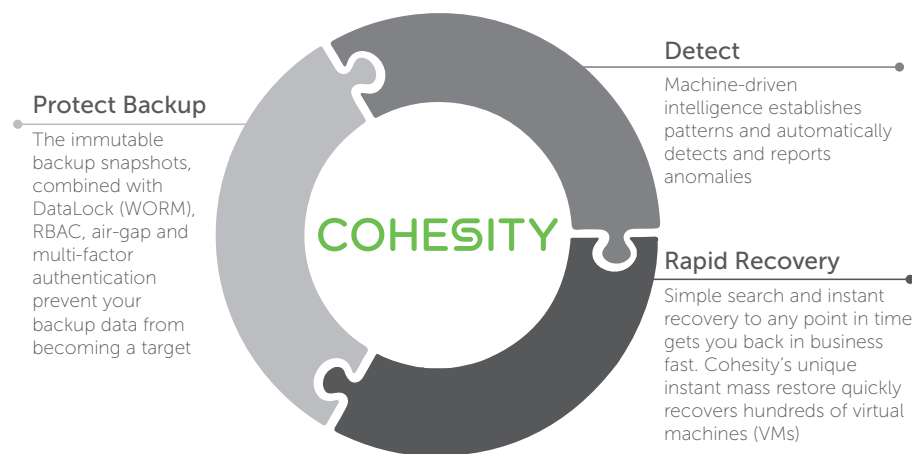 Protect Backup
The immutable
backup snapshots,
combined with
DataLock (WORM),
RBAC, air-gap and
multi-factor
authentication
prevent your
backup data from
becoming a target
COHESITY
Detect
Machine-driven
intelligence establishes
patterns and automatically
detects and reports
anomalies
Rapid Recovery
Simple search and instant
recovery to any point in time
gets you back in business
fast. Cohesity’s unique
instant mass restore quickly
recovers hundreds of virtual
machines (VMs)